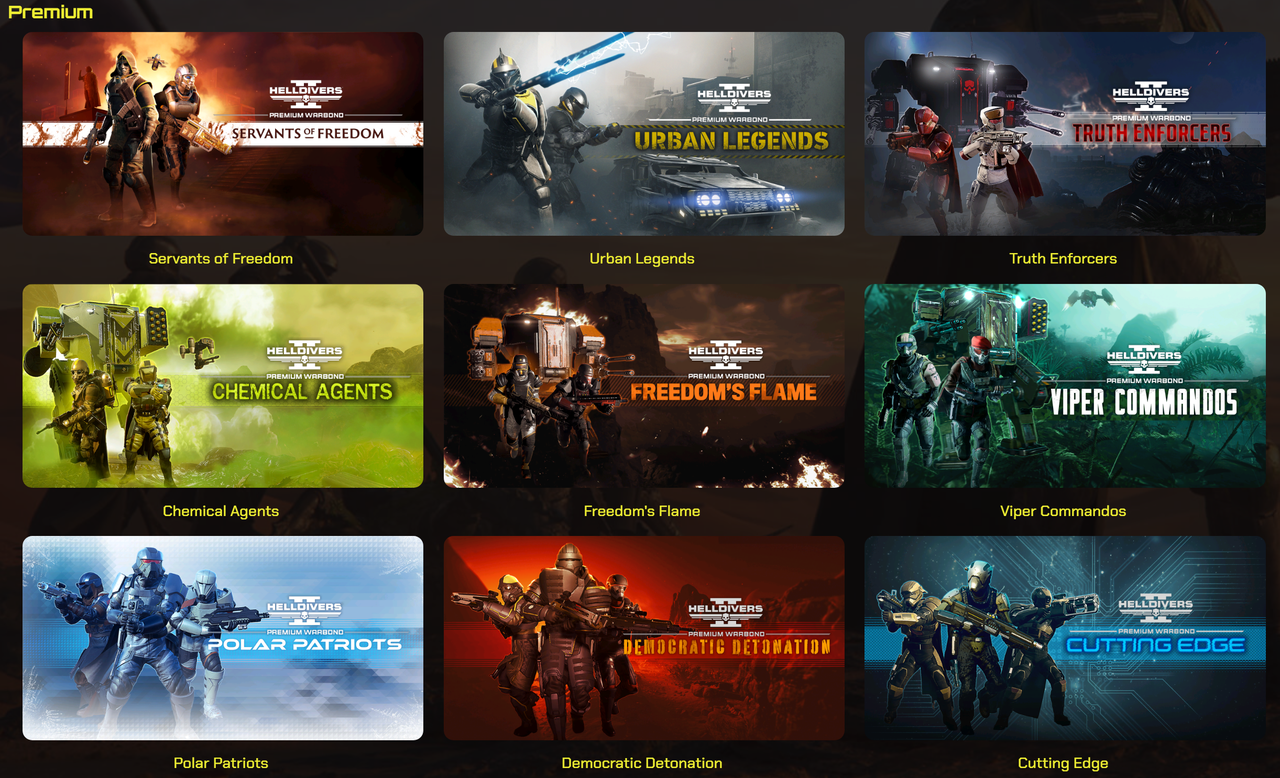 Premium
HELLDIVERS
II
PREMIUM WARBOND
SERVANTS OF FREEDOM
HELLDIVERS
II
PREMIUM WARBOND
URBAN LEGENDS
HELLDIVERS
II
PREMIUM WARBOND
TRUTH ENFORCERS
Servants of Freedom
Urban Legends
Truth Enforcers
HELLDIVERS
II
PREMIUM WARBOND
CHEMICAL AGENTS
HELLDIVERS
II
PREMIUM WARBOND
FREEDOM'S FLAME
HELLDIVERS
II
PREMIUM WARBOND
VIPER COMMANDOS
Chemical Agents
Freedom's Flame
Viper Commandos
HELLDIVERS
II
PREMIUM WARBOND
POLAR PATRIOTS
HELLDIVERS
II
PREMIUM WARBOND
DEMOCRATIC DETONATION
HELLDIVERS
II
PREMIUM WARBOND
CUTTING EDGE
Polar Patriots
Democratic Detonation
Cutting Edge